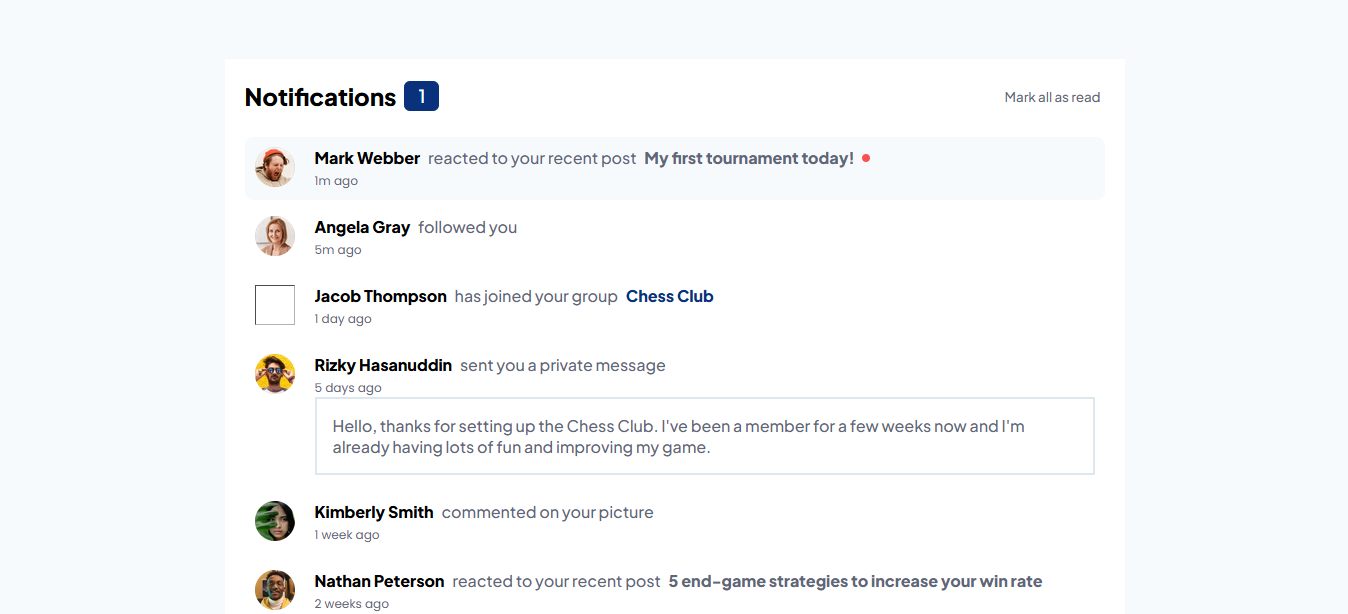 Notifications 1
Mark all as read
Mark Webber reacted to your recent post My first tournament today!
1m ago
Angela Gray followed you
5m ago
Jacob Thompson has joined your group Chess Club
1 day ago
Rizky Hasanuddin sent you a private message
5 days ago
Hello, thanks for setting up the Chess Club. I've been a member for a few weeks now and I'm
already having lots of fun and improving my game.
Kimberly Smith commented on your picture
1 week ago
Nathan Peterson reacted to your recent post 5 end-game strategies to increase your win rate
2 weeks ago